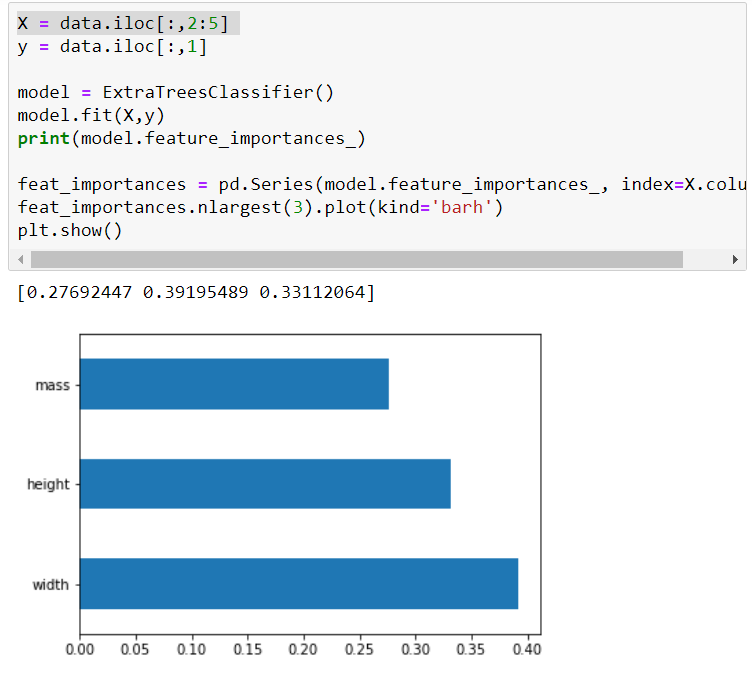 X = data.iloc[:,2:5]
y = data.iloc[:,1]
model = ExtraTreesClassifier()
model.fit(X,y)
print(model.feature_importances_)
feat_importances = pd.Series(model.feature_importances_, index=X.colu
feat_importances.nlargest(3).plot(kind='barh')
plt.show()
[0.27692447 0.39195489 0.33112064]
mass
height
width
0.00 0.05 0.10 0.15 0.20 0.25 0.30 0.35 0.40